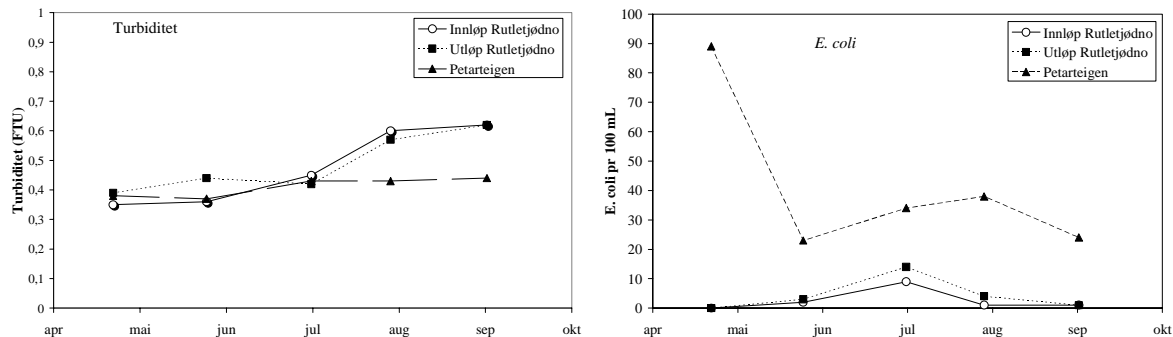 Turbiditet
Innløp Rutletjødno
Utløp Rutletjødno
Petarteigen
Turbiditet (FTU)
1
0,9
0,8
0,7
0,6
0,5
0,4
0,3
0,2
0,1
0
apr mai jun jul aug sep okt
E. coli
Innløp Rutletjødno
Utløp Rutletjødno
Petarteigen
E. coli pr 100 mL
100
90
80
70
60
50
40
30
20
10
0
apr mai jun jul aug sep okt